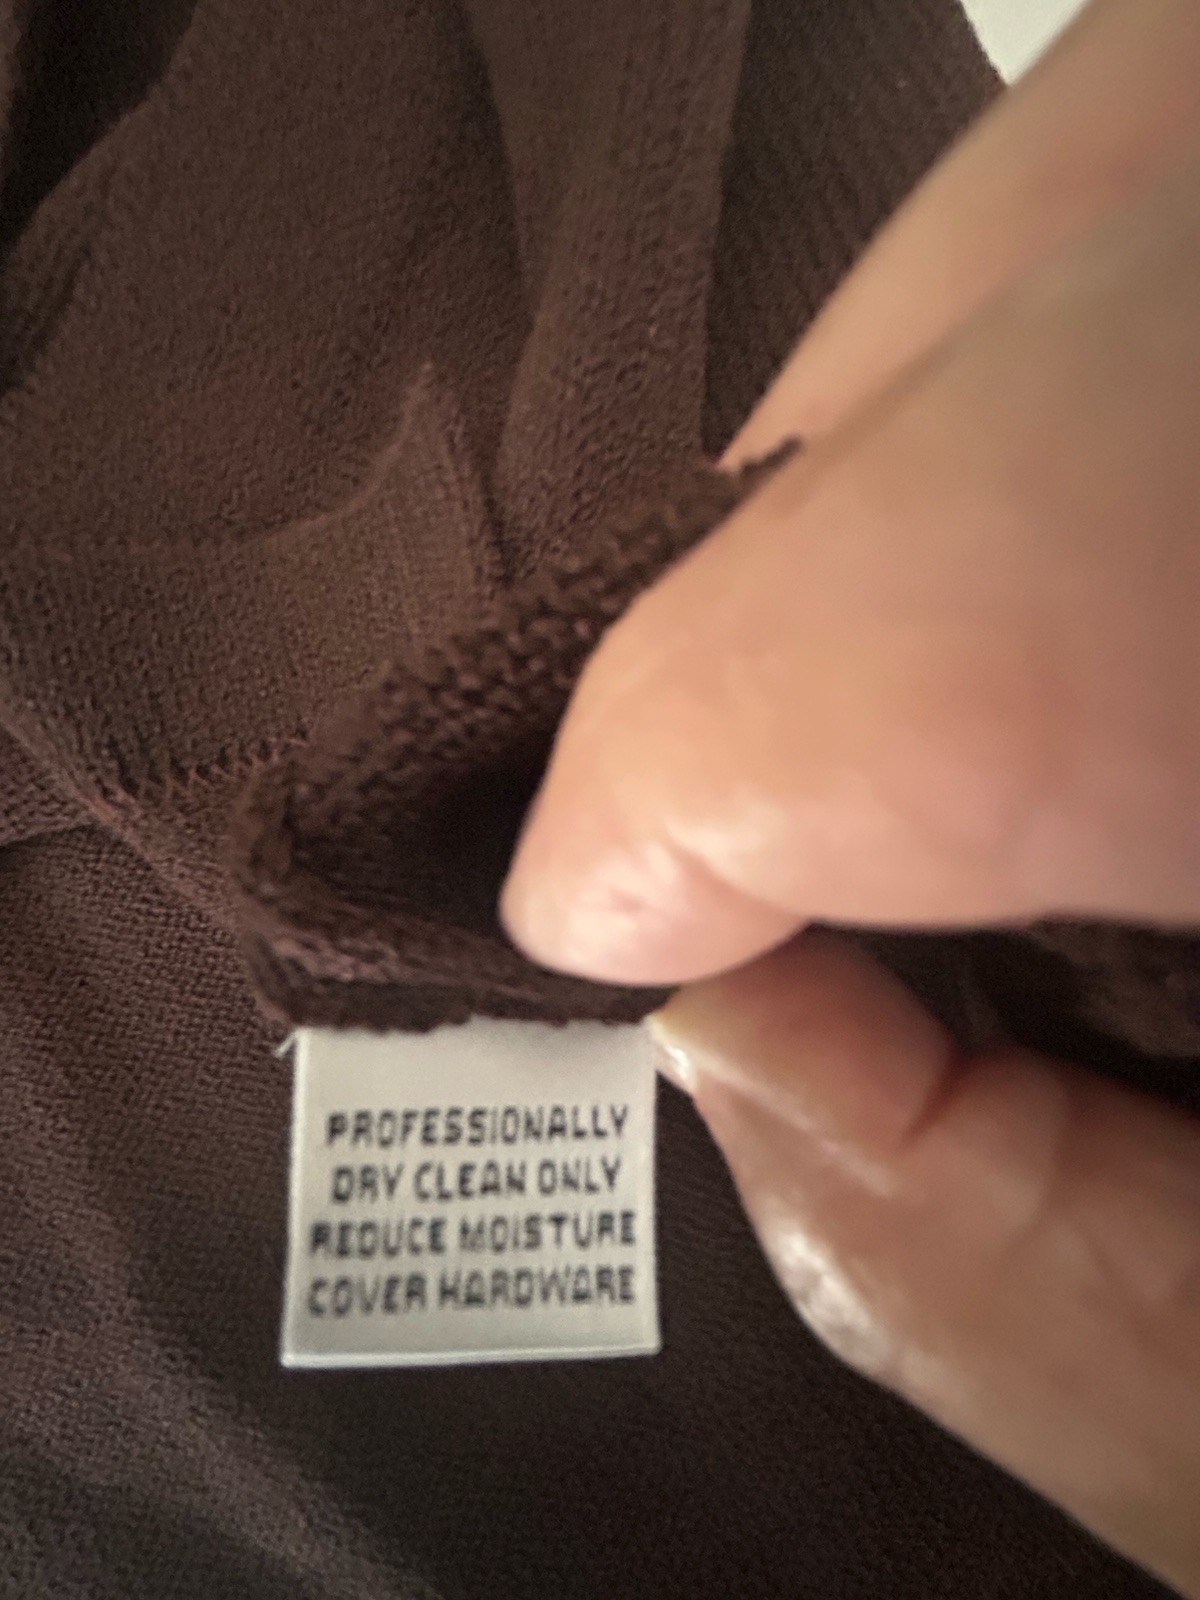 PROFESSIONALLY
DRY CLEAN ONLY
REDUCE MOISTURE
COVER HARDWARE